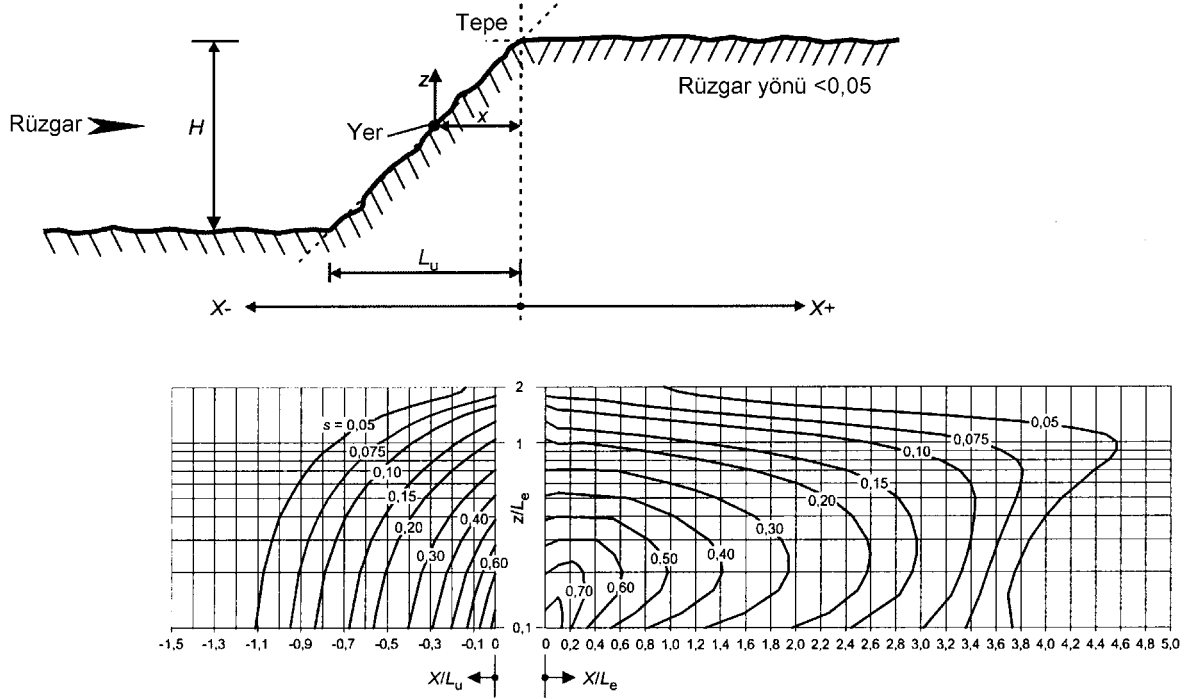 Tepe
Rüzgar yönü <0,05
z
Rüzgar
H
Yer
x
Lu
X-
X+
2
s = 0,05
0,05
1
0,075
0,075
0,10
0,10
0,15
0,15
0,20
0,20
z/Le
0,40
0,30
0,30
0,40
0,50
0,60
0,60
0,70
0,1
-1,5 -1,3 -1,1 -0,9 -0,7 -0,5 -0,3 -0,1 0
0 0,2 0,4 0,6 0,8 1,0 1,2 1,4 1,6 1,8 2,0 2,2 2,4 2,6 2,8 3,0 3,2 3,4 3,6 3,8 4,0 4,2 4,4 4,6 4,8 5,0
X/Lu
X/Le